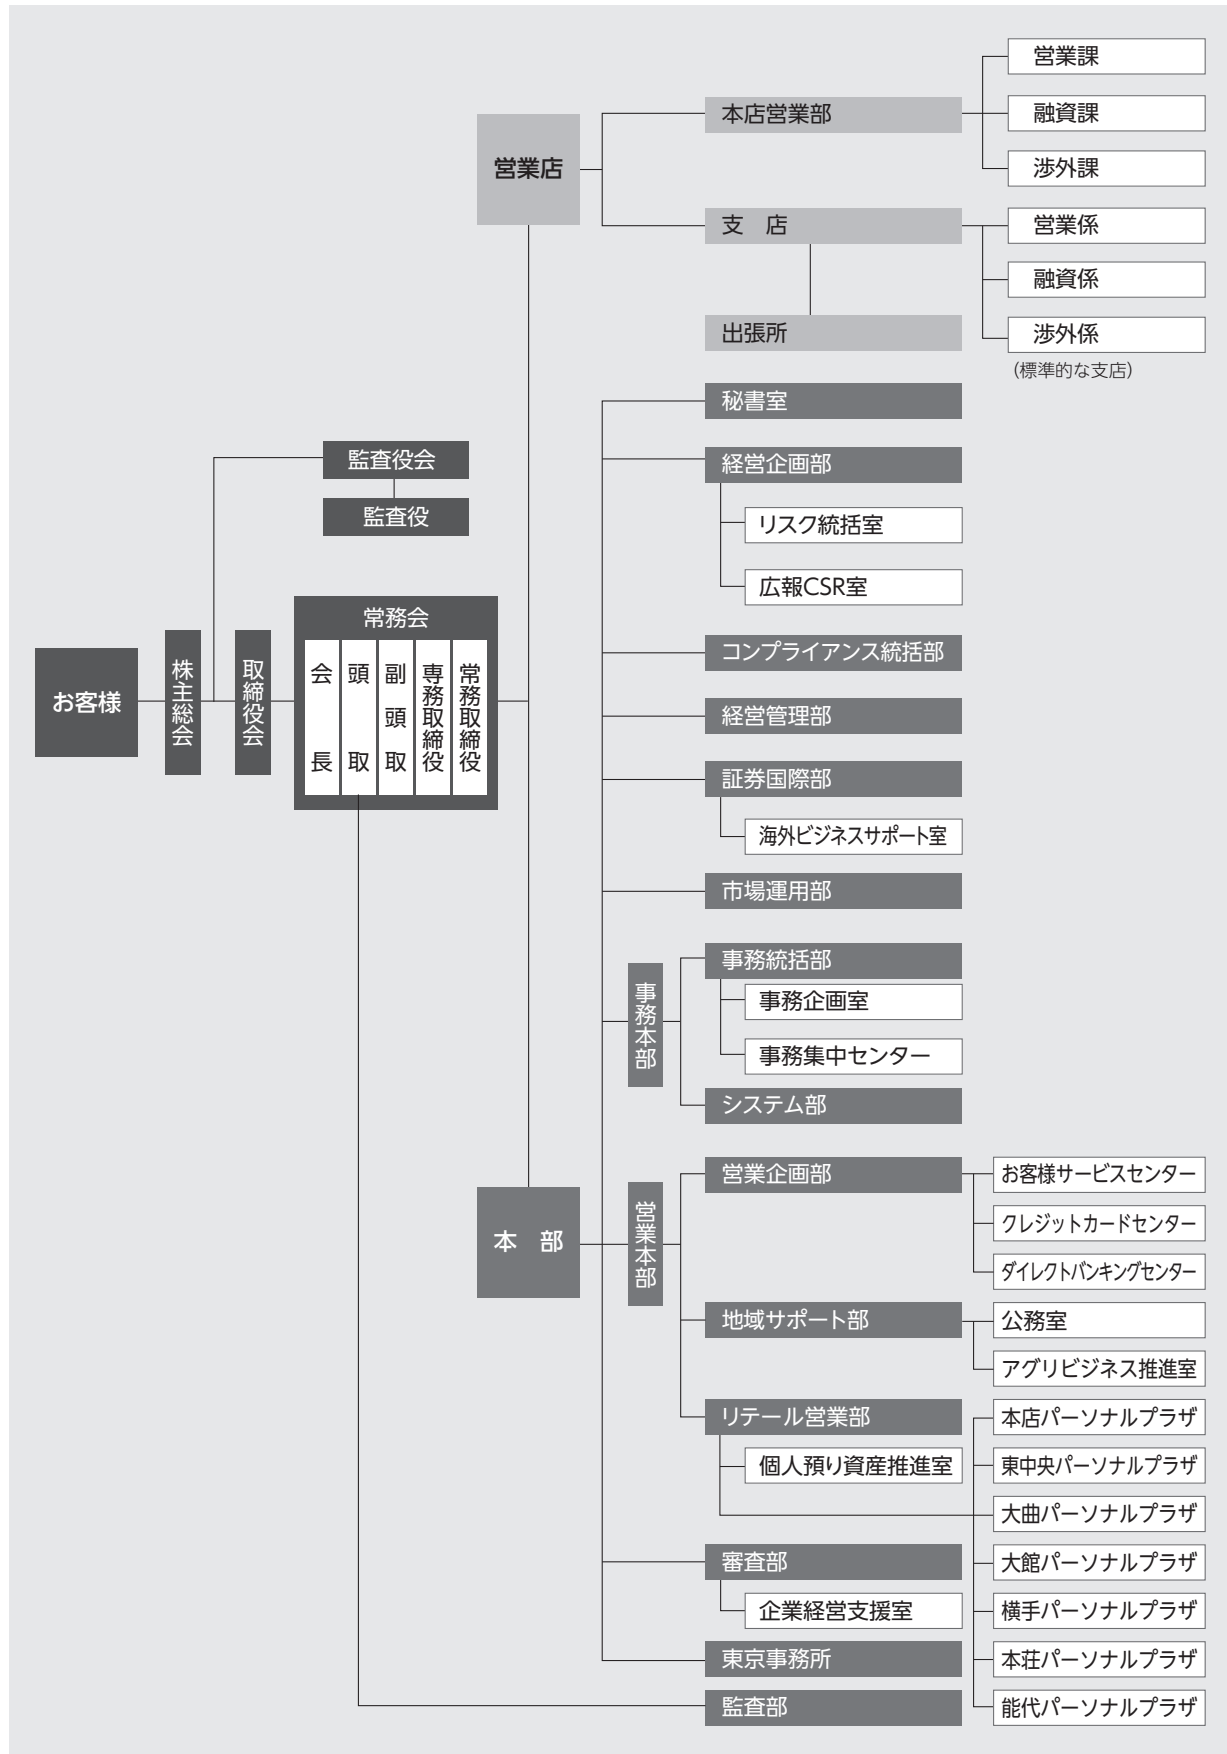 お客様
株主総会
取締役会
監査役会
監査役
常務会
会長
頭取
副頭取
専務取締役
常務取締役
営業店
本店営業部
営業課
融資課
渉外課
支　店
営業係
融資係
渉外係
(標準的な支店)
出張所
本　部
秘書室
経営企画部
リスク統括室
広報CSR室
コンプライアンス統括部
経営管理部
証券国際部
海外ビジネスサポート室
市場運用部
事務本部
事務統括部
事務企画室
事務集中センター
システム部
営業本部
営業企画部
お客様サービスセンター
クレジットカードセンター
ダイレクトバンキングセンター
地域サポート部
公務室
アグリビジネス推進室
リテール営業部
個人預り資産推進室
本店パーソナルプラザ
東中央パーソナルプラザ
大曲パーソナルプラザ
大館パーソナルプラザ
横手パーソナルプラザ
本荘パーソナルプラザ
能代パーソナルプラザ
審査部
企業経営支援室
東京事務所
監査部